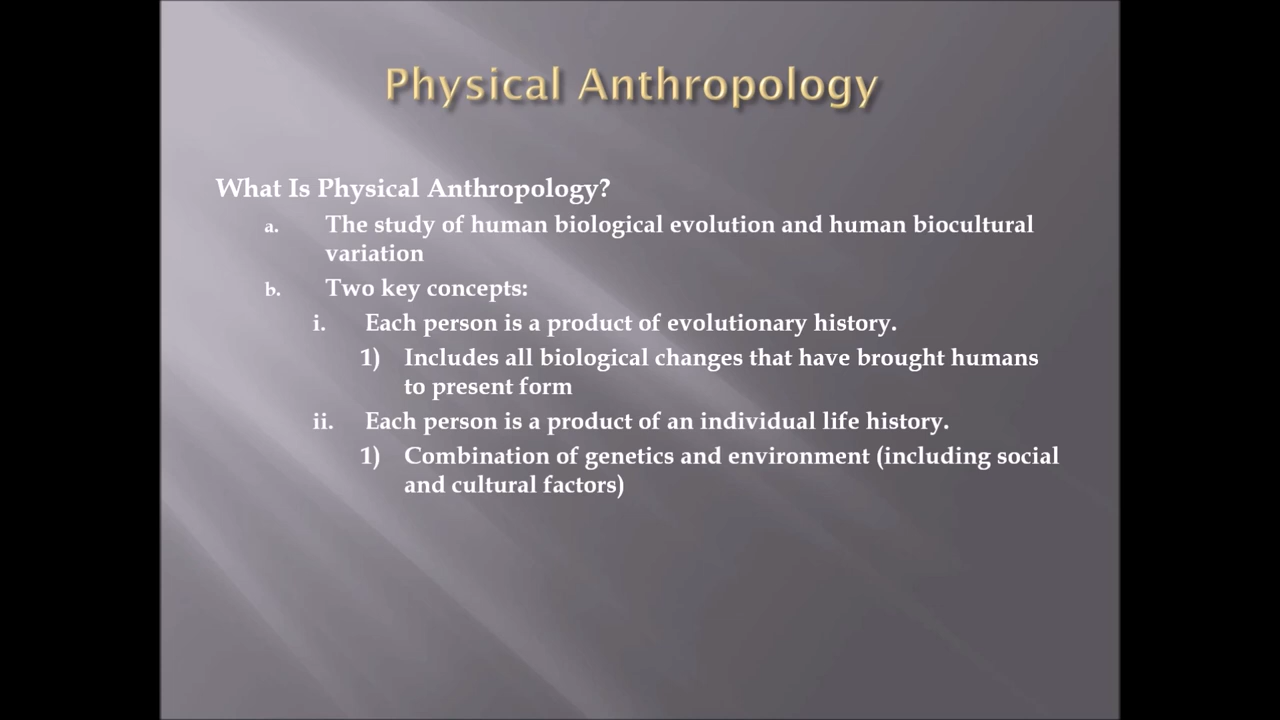 Physical Anthropology
What Is Physical Anthropology?
a. The study of human biological evolution and human biocultural
variation
b. Two key concepts:
i. Each person is a product of evolutionary history.
1) Includes all biological changes that have brought humans
to present form
ii. Each person is a product of an individual life history.
1) Combination of genetics and environment (including social
and cultural factors)